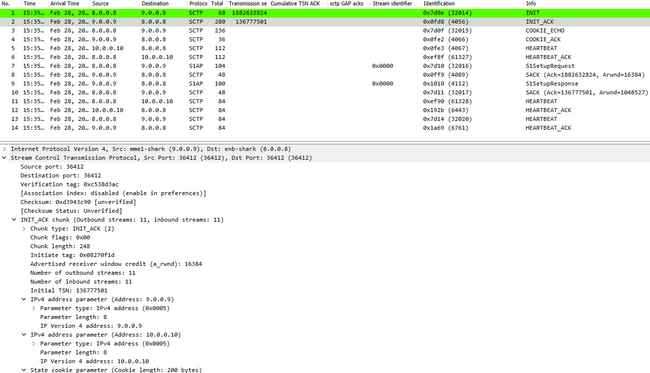 No. Time Arrival Time Source Destination Protoc Total Transmission se Cumulative TSN ACK sctp GAP acks Stream identifier Identification Info
1 15:35… Feb 28, 20… 8.0.0.8 9.0.0.9 SCTP 68 1882632824 0x7d0e (32014) INIT
2 15:35… Feb 28, 20… 9.0.0.9 8.0.0.8 SCTP 280 136777501 0x0fd8 (4056) INIT_ACK
3 15:35… Feb 28, 20… 8.0.0.8 9.0.0.9 SCTP 236 0x7d0f (32015) COOKIE_ECHO
4 15:35… Feb 28, 20… 9.0.0.9 8.0.0.8 SCTP 36 0x0fe2 (4066) COOKIE_ACK
5 15:35… Feb 28, 20… 10.0.0.10 8.0.0.8 SCTP 112 0x0fe3 (4067) HEARTBEAT
6 15:35… Feb 28, 20… 8.0.0.8 10.0.0.10 SCTP 112 0xef8f (61327) HEARTBEAT
7 15:35… Feb 28, 20… 8.0.0.8 9.0.0.9 S1AP 104 0x0000 0x7d10 (32016) S1SetupRequest
8 15:35… Feb 28, 20… 9.0.0.9 8.0.0.8 SCTP 48 0x0ff9 (4089) SACK (Ack=1882632824, Arwnd=16384)
9 15:35… Feb 28, 20… 9.0.0.9 8.0.0.8 S1AP 100 0x0000 0x1010 (4112) S1SetupResponse
10 15:35… Feb 28, 20… 8.0.0.8 9.0.0.9 SCTP 48 0x7d11 (32017) SACK (Ack=136777501, Arwnd=1048527)
11 15:35… Feb 28, 20… 8.0.0.8 10.0.0.10 SCTP 84 0xef90 (61328) HEARTBEAT_ACK
12 15:35… Feb 28, 20… 10.0.0.10 8.0.0.8 SCTP 84 0x192b (6443) HEARTBEAT_ACK
13 15:35… Feb 28, 20… 8.0.0.8 9.0.0.9 SCTP 84 0x7d14 (32020) HEARTBEAT
14 15:35… Feb 28, 20… 9.0.0.9 8.0.0.8 SCTP 84 0x1a69 (6761) HEARTBEAT_ACK
Internet Protocol Version 4, Src: mme1-shark (9.0.0.9), Dst: enb-shark (8.0.0.8)
Stream Control Transmission Protocol, Src Port: 36412 (36412), Dst Port: 36412 (36412)
Source port: 36412
Destination port: 36412
Verification tag: 0xc538d3ac
[Association index: disabled (enable in preferences)]
Checksum: 0xd3943c90 [unverified]
[Checksum Status: Unverified]
INIT_ACK chunk (Outbound streams: 11, inbound streams: 11)
Chunk type: INIT_ACK (2)
Chunk flags: 0x00
Chunk length: 248
Initiate tag: 0x08270f1d
Advertised receiver window credit (a_rwnd): 16384
Number of outbound streams: 11
Number of inbound streams: 11
Initial TSN: 136777501
IPv4 address parameter (Address: 9.0.0.9)
Parameter type: IPv4 address (0x0005)
Parameter length: 8
IP Version 4 address: 9.0.0.9
IPv4 address parameter (Address: 10.0.0.10)
Parameter type: IPv4 address (0x0005)
Parameter length: 8
IP Version 4 address: 10.0.0.10
State cookie parameter (Cookie length: 200 bytes)